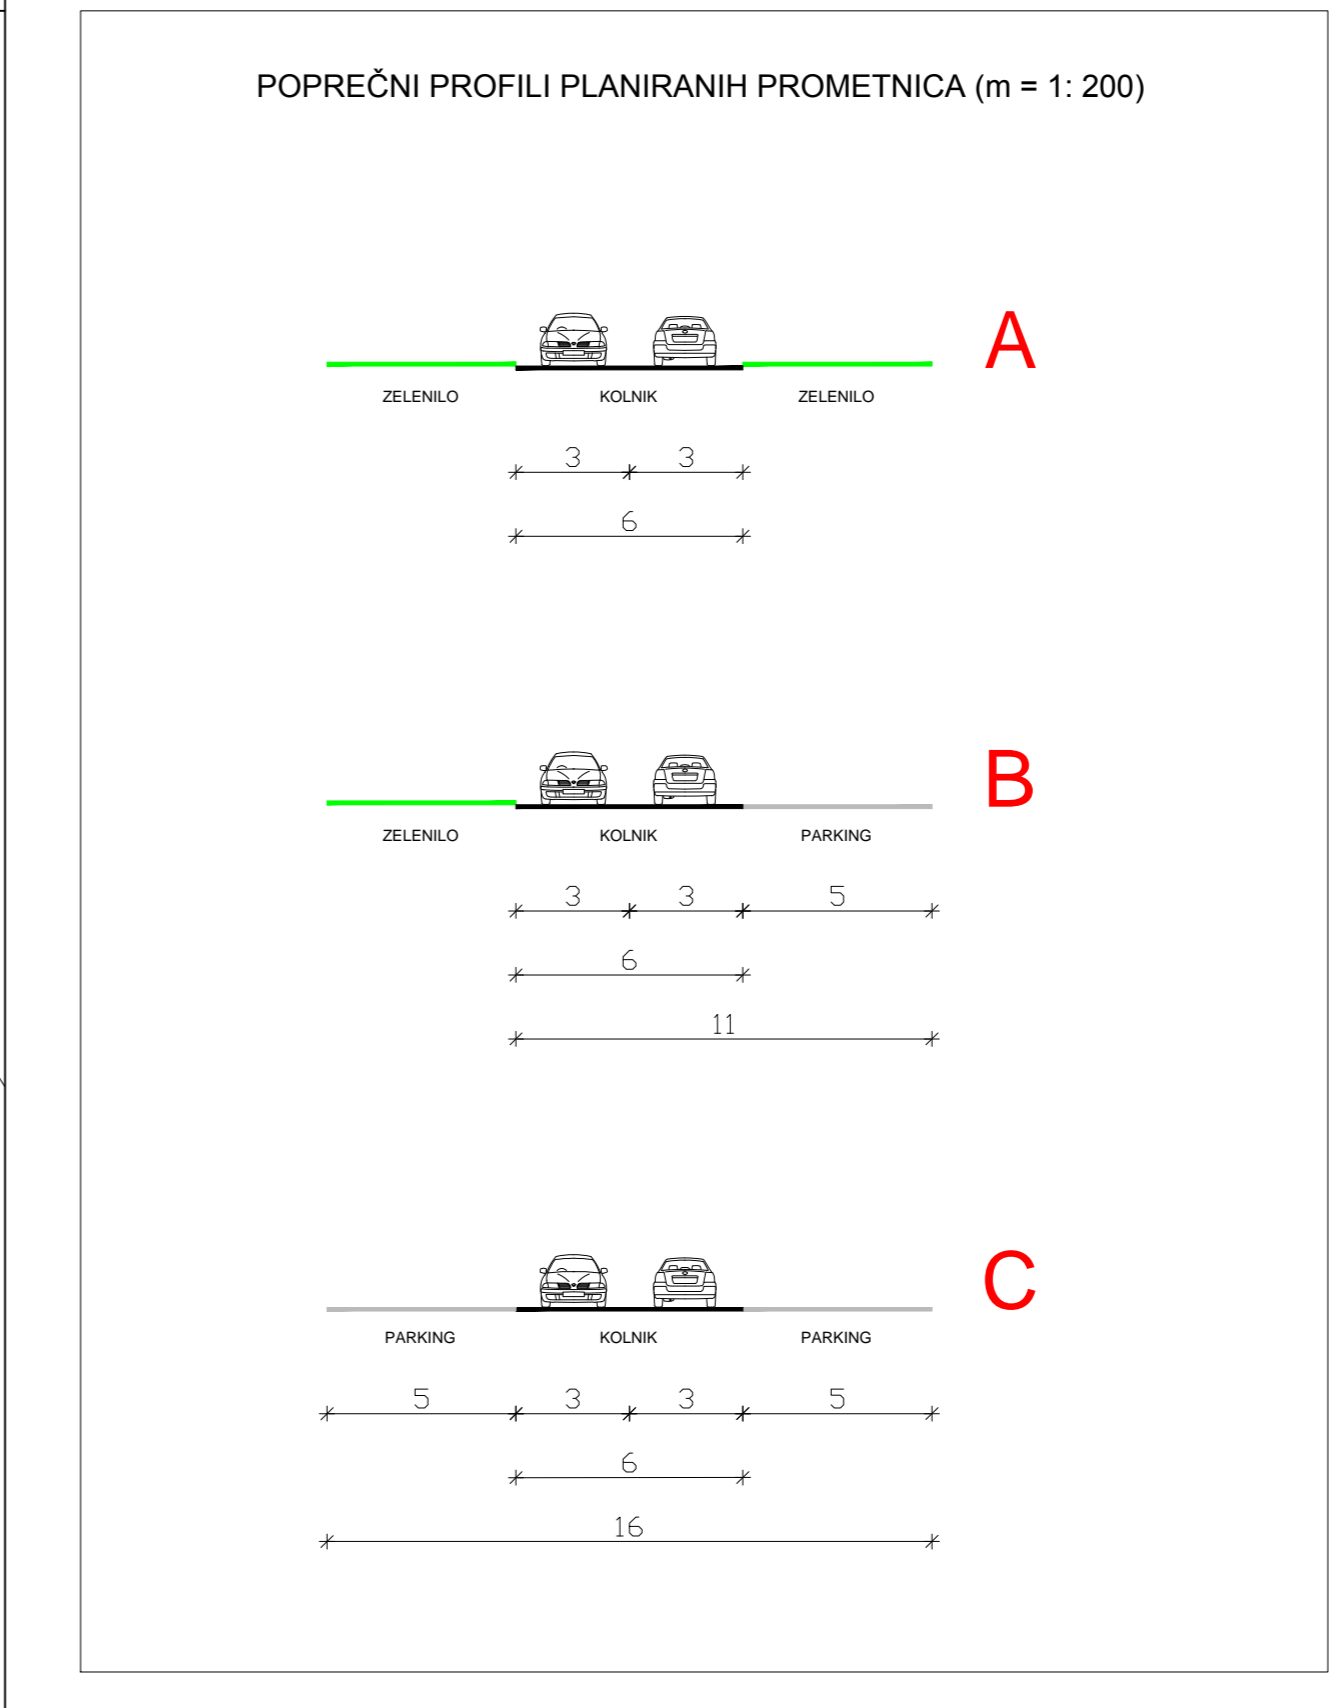 POPREČNI PROFILI PLANIRANIH PROMETNICA (m = 1: 200)
A
ZELENILO KOLNIK ZELENILO
3 3
6
B
ZELENILO KOLNIK PARKING
3 3 5
6
11
C
PARKING KOLNIK PARKING
5 3 3 5
6
16